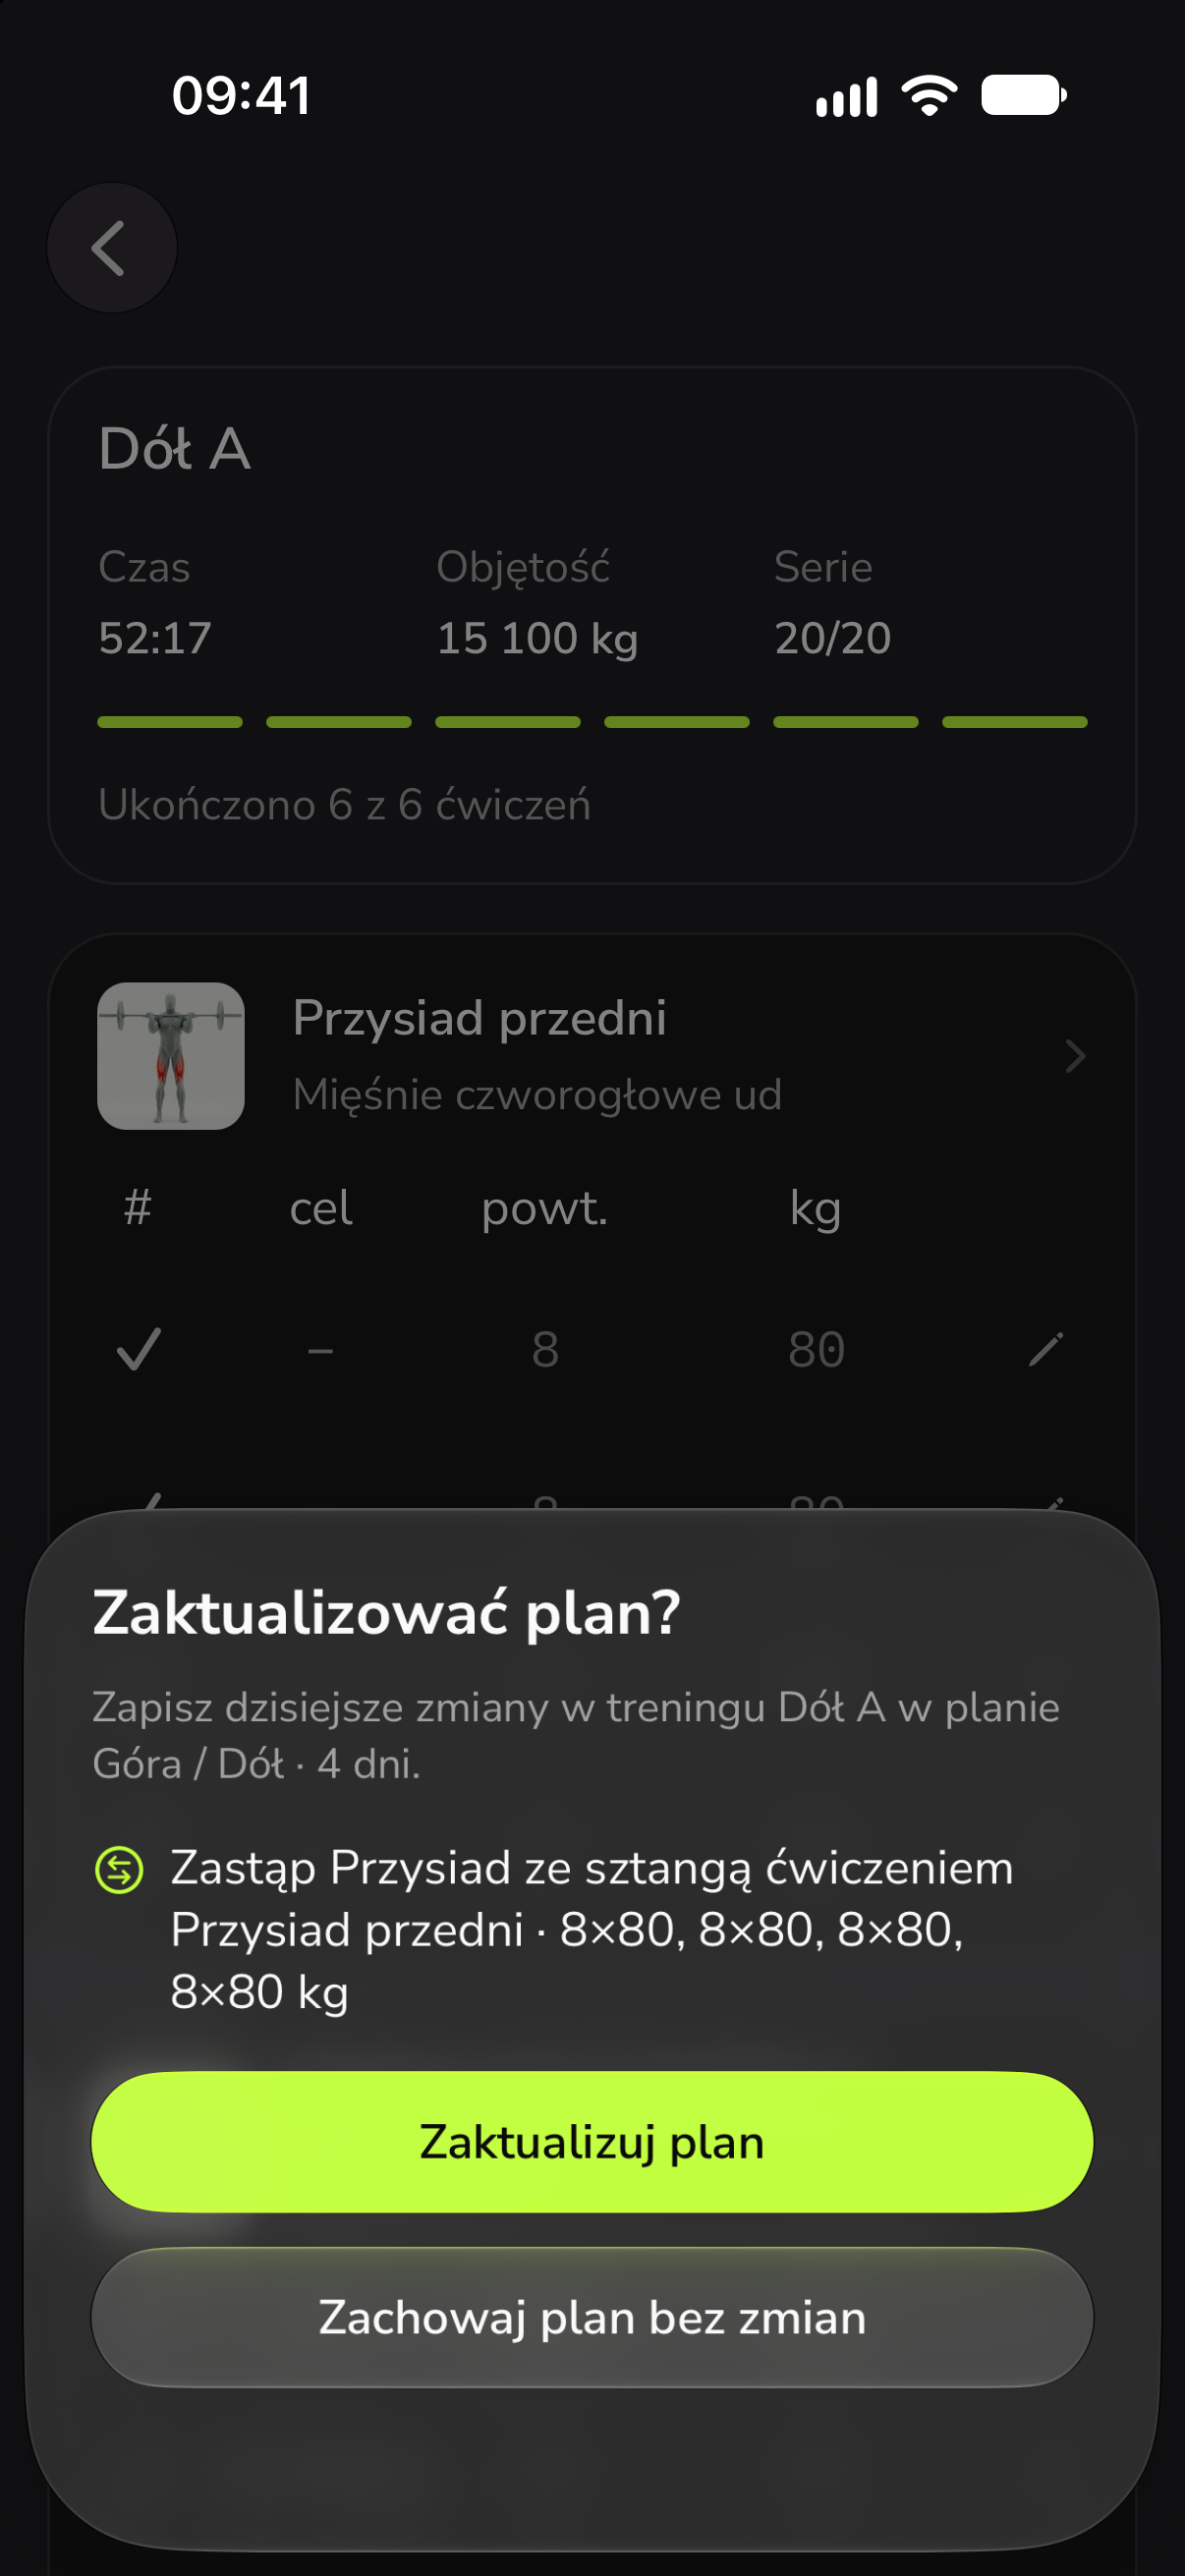 09:41
Dół A
Czas Objętość Serie
52:17 15 100 kg 20/20
Ukończono 6 z 6 ćwiczeń
Przysiad przedni
Mięśnie czworogłowe ud
# cel powt. kg
– 8 80
8 80
Zaktualizować plan?
Zapisz dzisiejsze zmiany w treningu Dół A w planie
Góra / Dół · 4 dni.
Zastąp Przysiad ze sztangą ćwiczeniem
Przysiad przedni · 8×80, 8×80, 8×80,
8×80 kg
Zaktualizuj plan
Zachowaj plan bez zmian